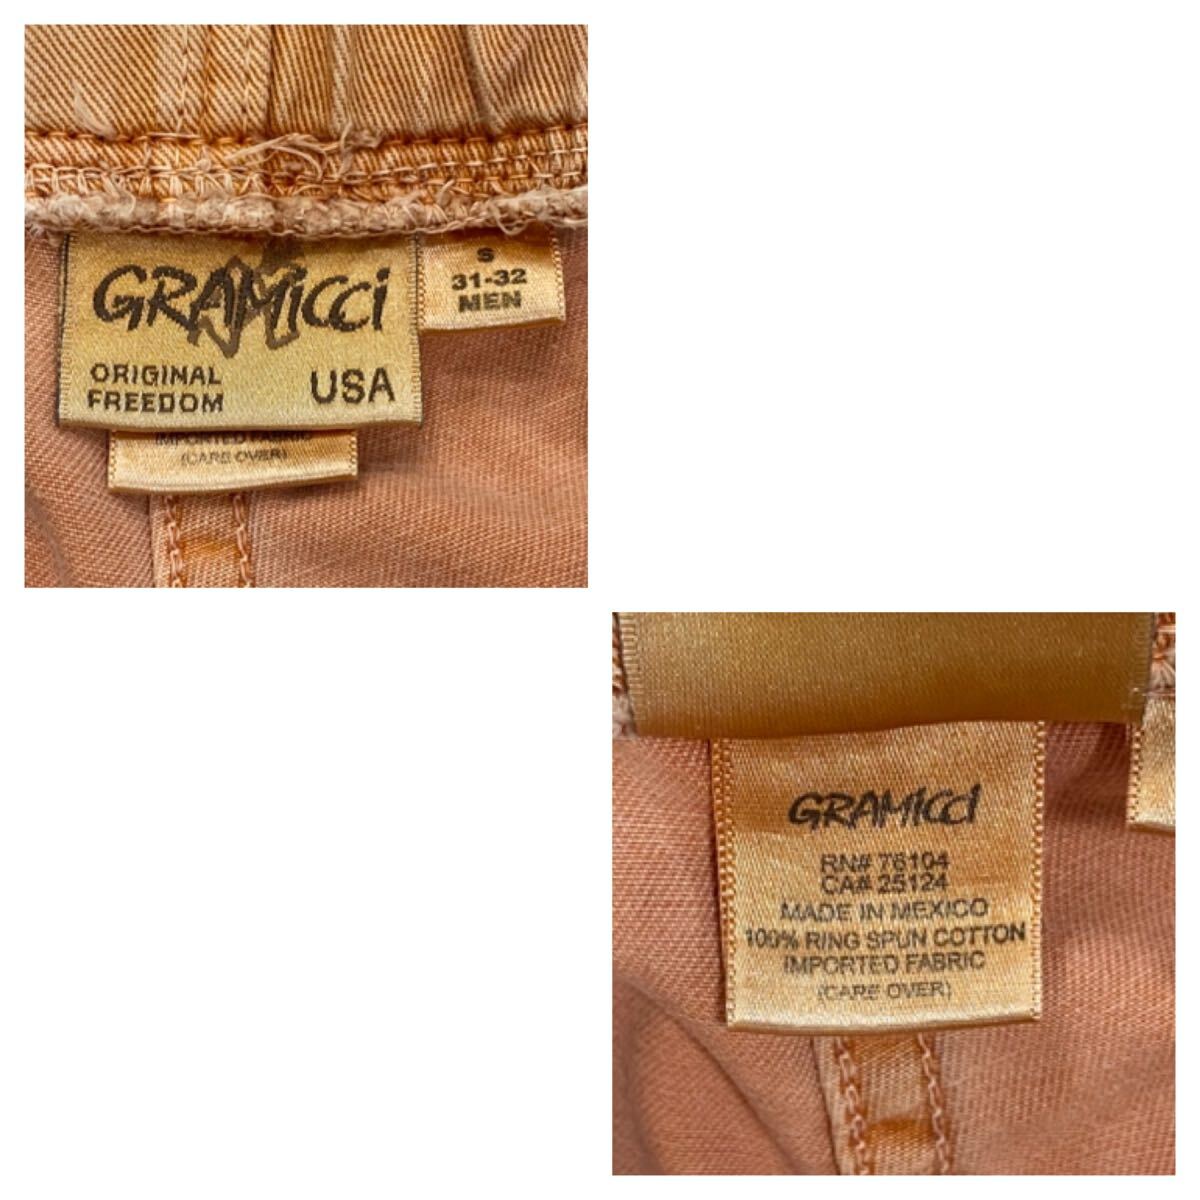 GRAMICCI
ORIGINAL
FREEDOM
USA
S
31-32
MEN
IMPORTED FABRIC
(CARE OVER)
GRAMICCI
RN# 76104
CA# 25124
MADE IN MEXICO
100% RING SPUN COTTON
IMPORTED FABRIC
(CARE OVER)